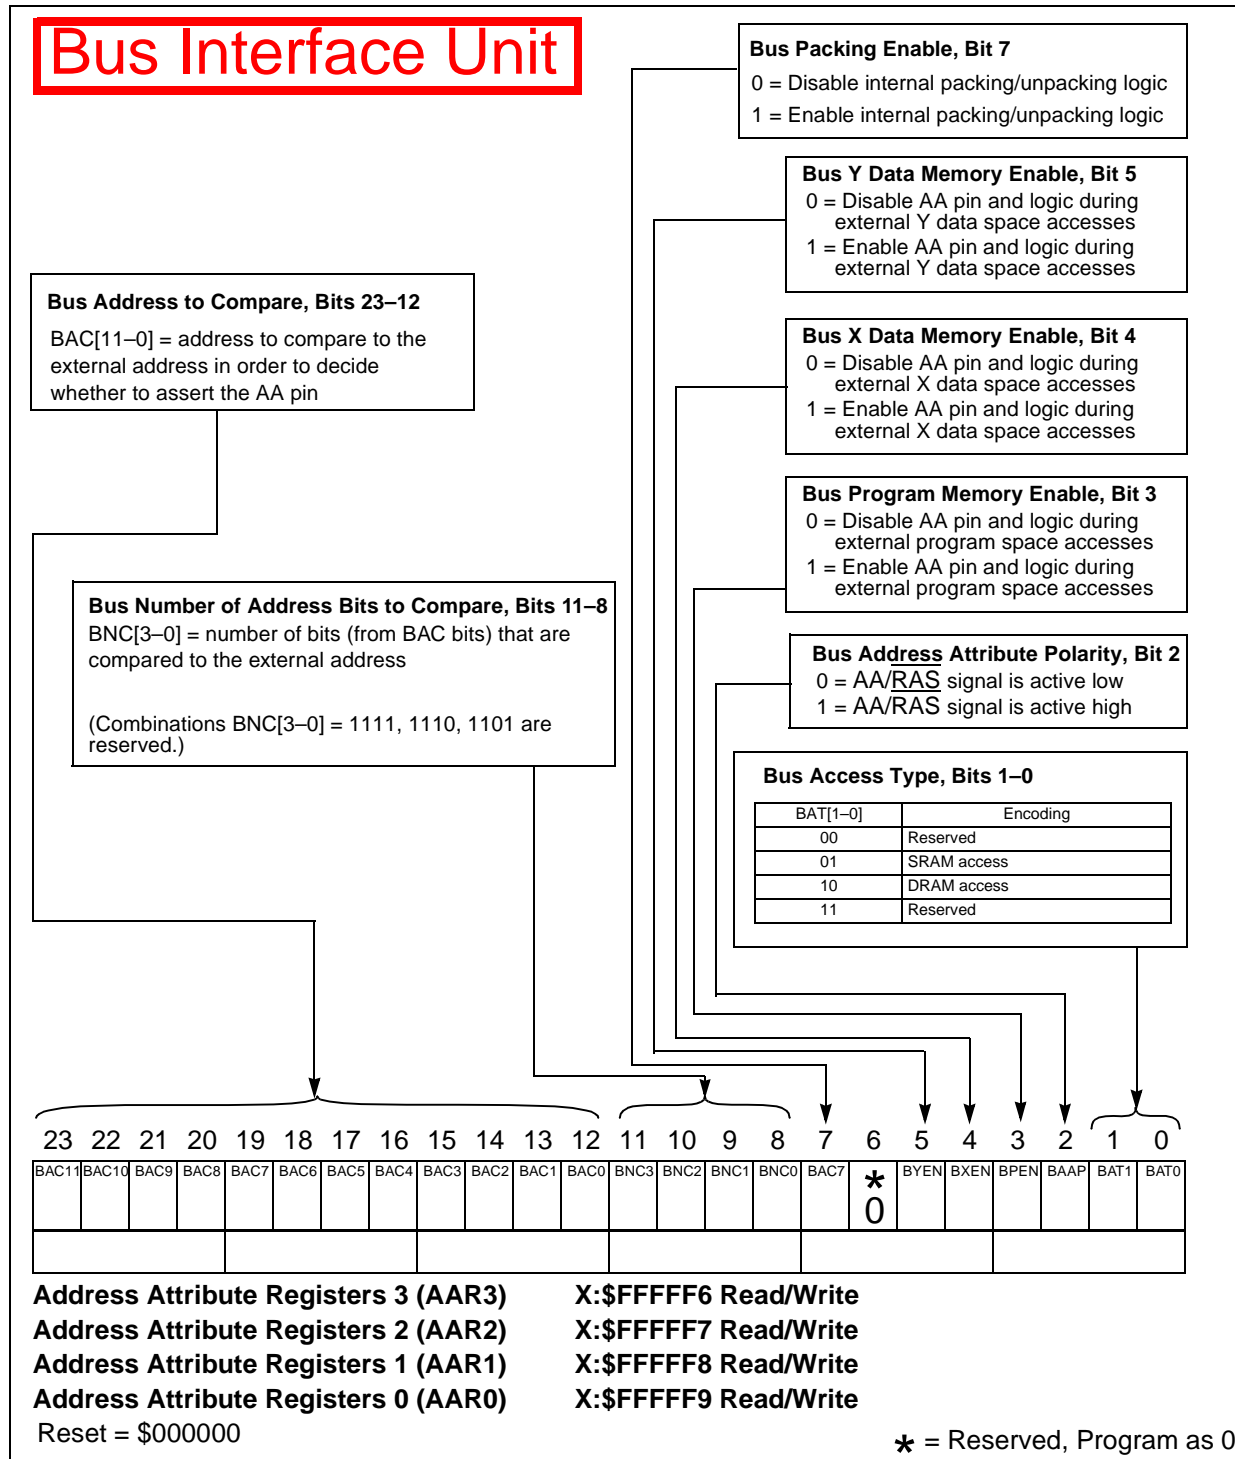 Bus Interface Unit
Bus Packing Enable, Bit 7
0 = Disable internal packing/unpacking logic
1 = Enable internal packing/unpacking logic
Bus Y Data Memory Enable, Bit 5
0 = Disable AA pin and logic during
external Y data space accesses
1 = Enable AA pin and logic during
external Y data space accesses
Bus Address to Compare, Bits 23–12
BAC[11–0] = address to compare to the
external address in order to decide
whether to assert the AA pin
Bus X Data Memory Enable, Bit 4
0 = Disable AA pin and logic during
external X data space accesses
1 = Enable AA pin and logic during
external X data space accesses
Bus Program Memory Enable, Bit 3
0 = Disable AA pin and logic during
external program space accesses
1 = Enable AA pin and logic during
external program space accesses
Bus Number of Address Bits to Compare, Bits 11–8
BNC[3–0] = number of bits (from BAC bits) that are
compared to the external address
(Combinations BNC[3–0] = 1111, 1110, 1101 are
reserved.)
Bus Address Attribute Polarity, Bit 2
0 = AA/RAS signal is active low
1 = AA/RAS signal is active high
Bus Access Type, Bits 1–0
BAT[1–0] Encoding
00 Reserved
01 SRAM access
10 DRAM access
11 Reserved
23 22 21 20 19 18 17 16 15 14 13 12 11 10 9 8 7 6 5 4 3 2 1 0
BAC11 BAC10 BAC9 BAC8 BAC7 BAC6 BAC5 BAC4 BAC3 BAC2 BAC1 BAC0 BNC3 BNC2 BNC1 BNC0 BAC7 * BYEN BXEN BPEN BAAP BAT1 BAT0
0
Address Attribute Registers 3 (AAR3) X:$FFFFF6 Read/Write
Address Attribute Registers 2 (AAR2) X:$FFFFF7 Read/Write
Address Attribute Registers 1 (AAR1) X:$FFFFF8 Read/Write
Address Attribute Registers 0 (AAR0) X:$FFFFF9 Read/Write
Reset = $000000
* = Reserved, Program as 0